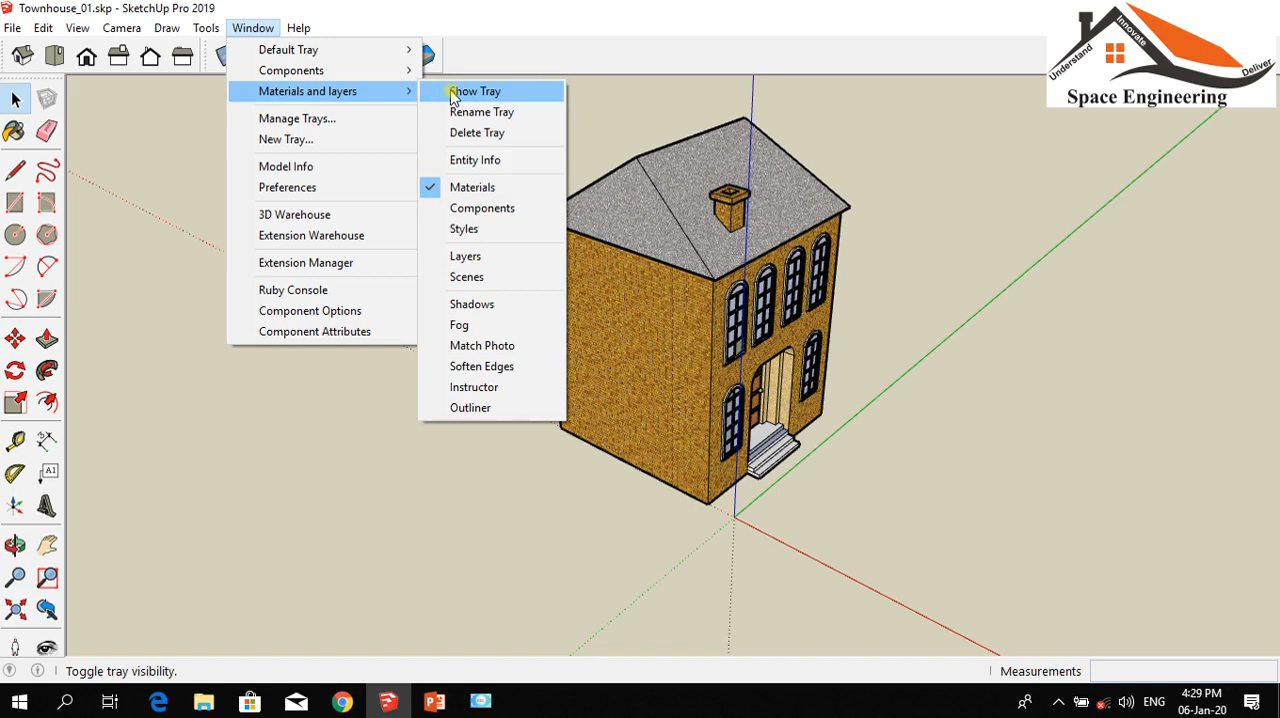 Townhouse_01.skp - SketchUp Pro 2019
File Edit View Camera Draw Tools Window Help
Default Tray
Components
Materials and layers
Manage Trays...
New Tray...
Model Info
Preferences
3D Warehouse
Extension Warehouse
Extension Manager
Ruby Console
Component Options
Component Attributes
Show Tray
Rename Tray
Delete Tray
Entity Info
Materials
Components
Styles
Layers
Scenes
Shadows
Fog
Match Photo
Soften Edges
Instructor
Outliner
Understand
Innovate
Deliver
Space Engineering
A1
Toggle tray visibility.
Measurements
ENG
4:29 PM
06-Jan-20